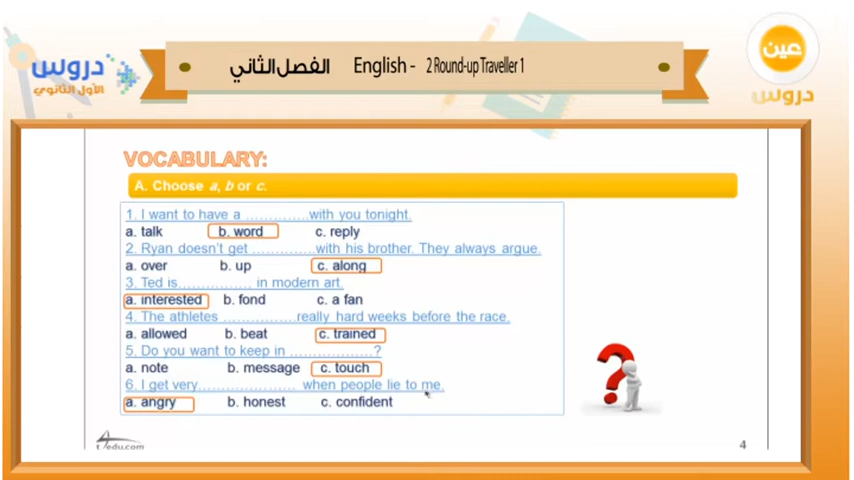 دروس
الأول الثانوي
الفصل الثاني English - 2 Round-up Traveller 1
عين
دروس
VOCABULARY:
A. Choose a, b or c.
1. I want to have a …………..with you tonight.
a. talk b. word c. reply
2. Ryan doesn't get …………..with his brother. They always argue.
a. over b. up c. along
3. Ted is…………… in modern art.
a. interested b. fond c. a fan
4. The athletes ……………really hard weeks before the race.
a. allowed b. beat c. trained
5. Do you want to keep in ………………?
a. note b. message c. touch
6. I get very………………… when people lie to me.
a. angry b. honest c. confident
t4edu.com
4